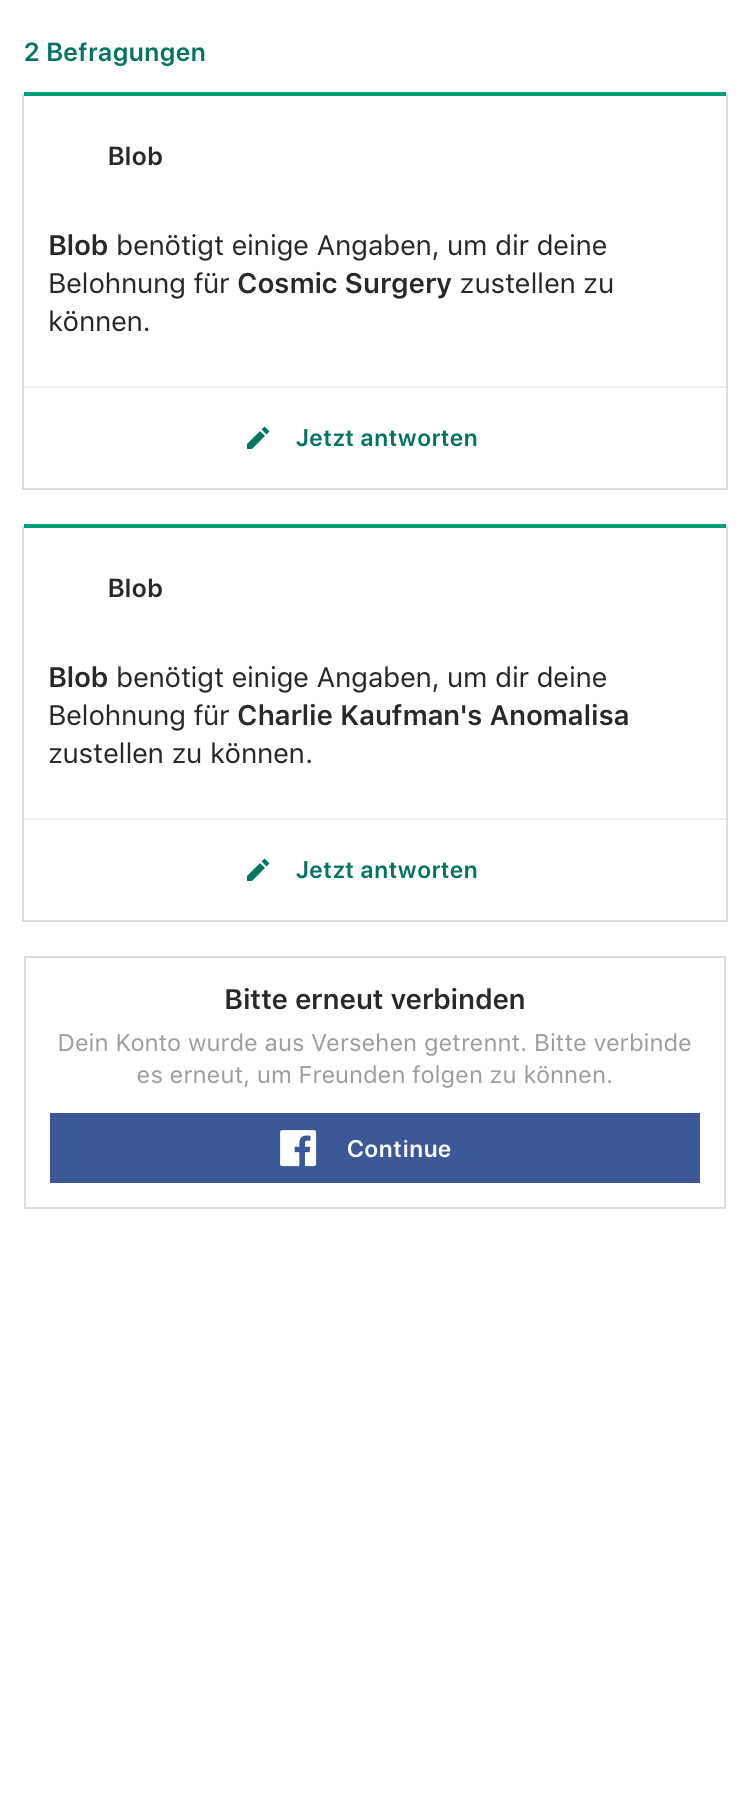 2 Befragungen
Blob
Blob benötigt einige Angaben, um dir deine
Belohnung für Cosmic Surgery zustellen zu
können.
Jetzt antworten
Blob
Blob benötigt einige Angaben, um dir deine
Belohnung für Charlie Kaufman's Anomalisa
zustellen zu können.
Jetzt antworten
Bitte erneut verbinden
Dein Konto wurde aus Versehen getrennt. Bitte verbinde
es erneut, um Freunden folgen zu können.
Continue